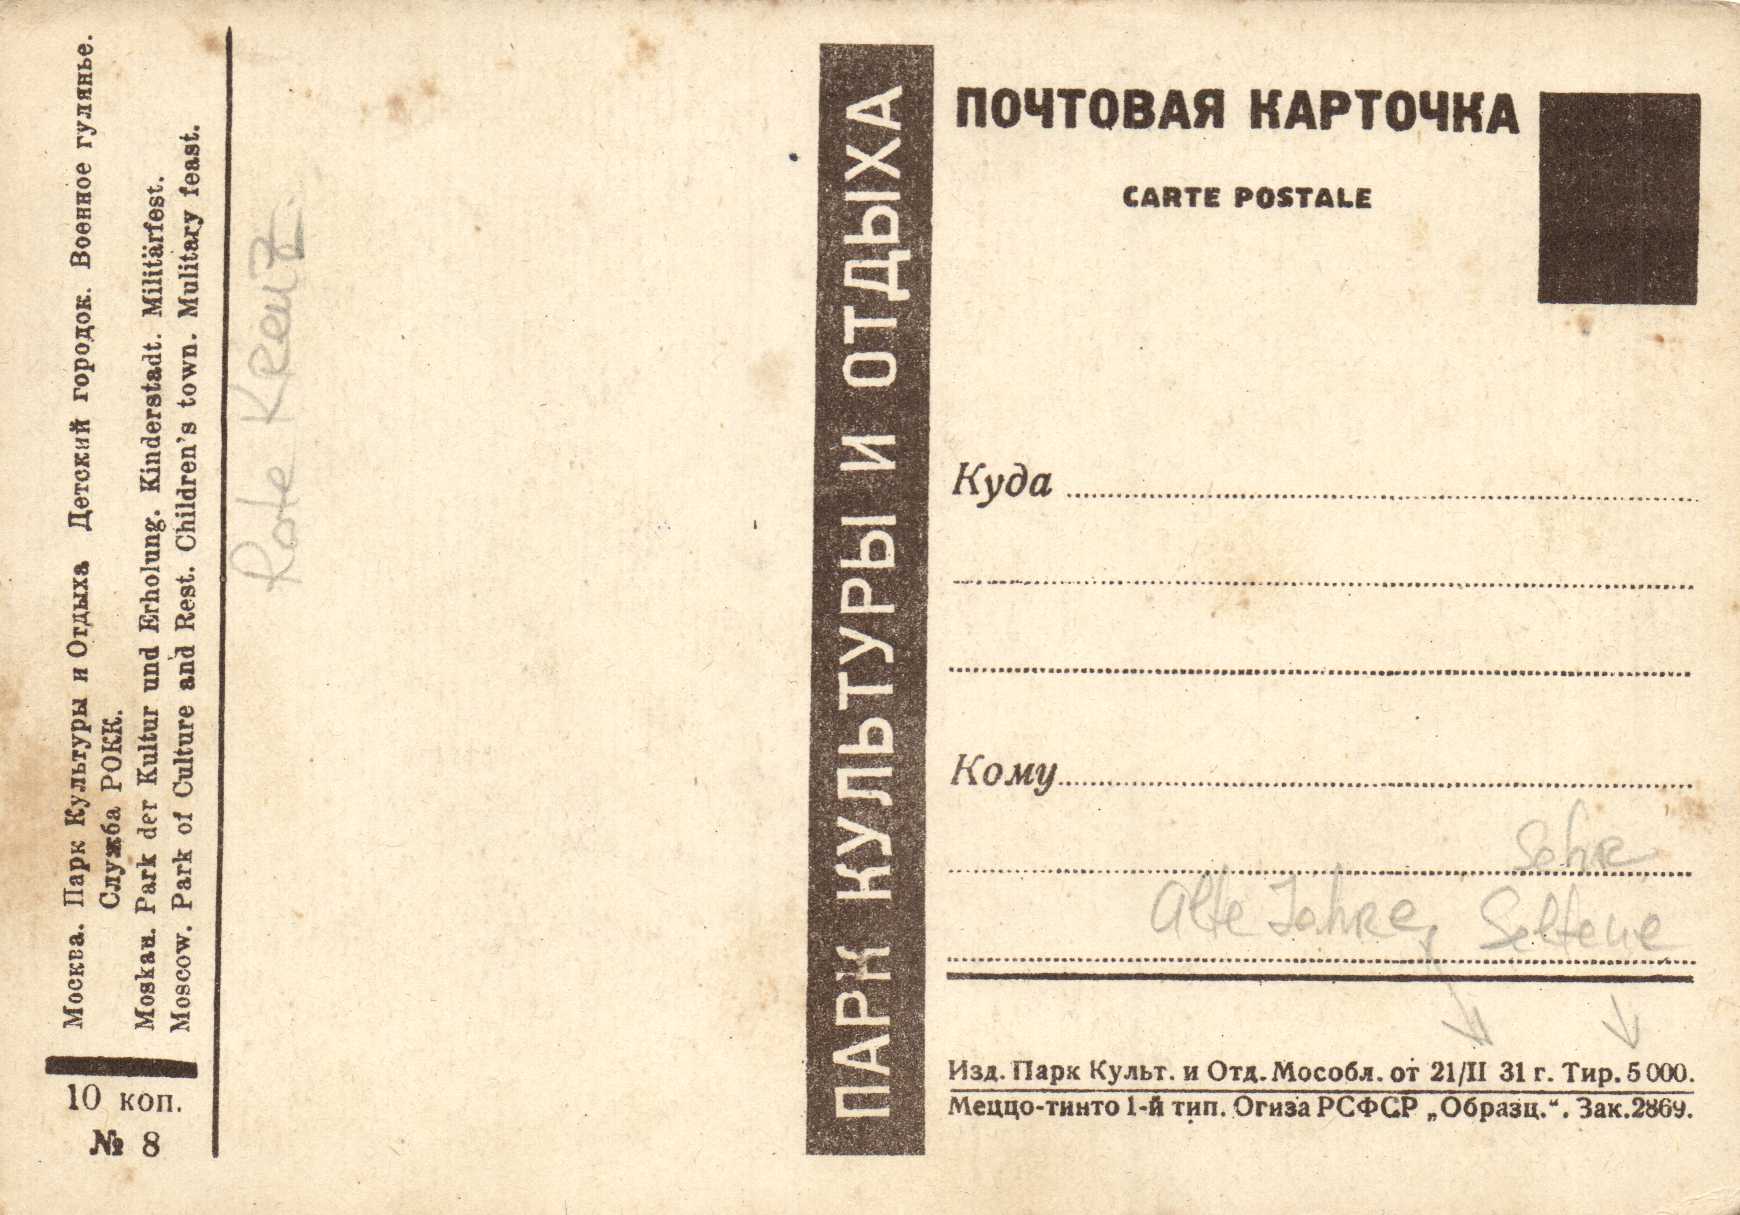 Москва. Парк Культуры и Отдыха Детский городок. Военное гулянье.
Служба РОКК.
Moskau. Park der Kultur und Erholung. Kinderstadt. Militärfest.
Moscow. Park of Culture and Rest. Children's town. Mulitary feast.
10 коп.
№ 8
Rote Kreuz
ПАРК КУЛЬТУРЫ И ОТДЫХА
ПОЧТОВАЯ КАРТОЧКА
CARTE POSTALE
Куда
Кому
Sehr
Alte Jahre Seltene
Изд. Парк Культ. и Отд. Мособл. от 21/II 31 г. Тир. 5 000.
Меццо-тинто 1-й тип. Огиза РСФСР „Образц.“. Зак. 2869.